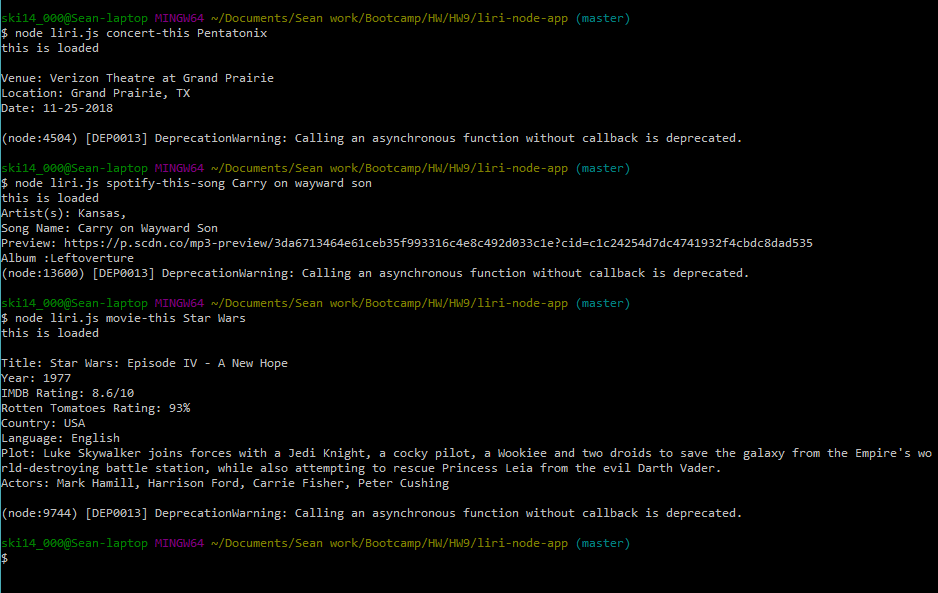 ski14_000@Sean-laptop MINGW64 ~/Documents/Sean work/Bootcamp/HW/HW9/liri-node-app (master)
$ node liri.js concert-this Pentatonix
this is loaded
Venue: Verizon Theatre at Grand Prairie
Location: Grand Prairie, TX
Date: 11-25-2018
(node:4504) [DEP0013] DeprecationWarning: Calling an asynchronous function without callback is deprecated.
ski14_000@Sean-laptop MINGW64 ~/Documents/Sean work/Bootcamp/HW/HW9/liri-node-app (master)
$ node liri.js spotify-this-song Carry on wayward son
this is loaded
Artist(s): Kansas,
Song Name: Carry on Wayward Son
Preview: https://p.scdn.co/mp3-preview/3da6713464e61ceb35f993316c4e8c492d033c1e?cid=c1c24254d7dc4741932f4cbdc8dad535
Album :Leftoverture
(node:13600) [DEP0013] DeprecationWarning: Calling an asynchronous function without callback is deprecated.
ski14_000@Sean-laptop MINGW64 ~/Documents/Sean work/Bootcamp/HW/HW9/liri-node-app (master)
$ node liri.js movie-this Star Wars
this is loaded
Title: Star Wars: Episode IV - A New Hope
Year: 1977
IMDB Rating: 8.6/10
Rotten Tomatoes Rating: 93%
Country: USA
Language: English
Plot: Luke Skywalker joins forces with a Jedi Knight, a cocky pilot, a Wookiee and two droids to save the galaxy from the Empire's wo
rld-destroying battle station, while also attempting to rescue Princess Leia from the evil Darth Vader.
Actors: Mark Hamill, Harrison Ford, Carrie Fisher, Peter Cushing
(node:9744) [DEP0013] DeprecationWarning: Calling an asynchronous function without callback is deprecated.
ski14_000@Sean-laptop MINGW64 ~/Documents/Sean work/Bootcamp/HW/HW9/liri-node-app (master)
$